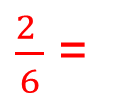 2/6 =